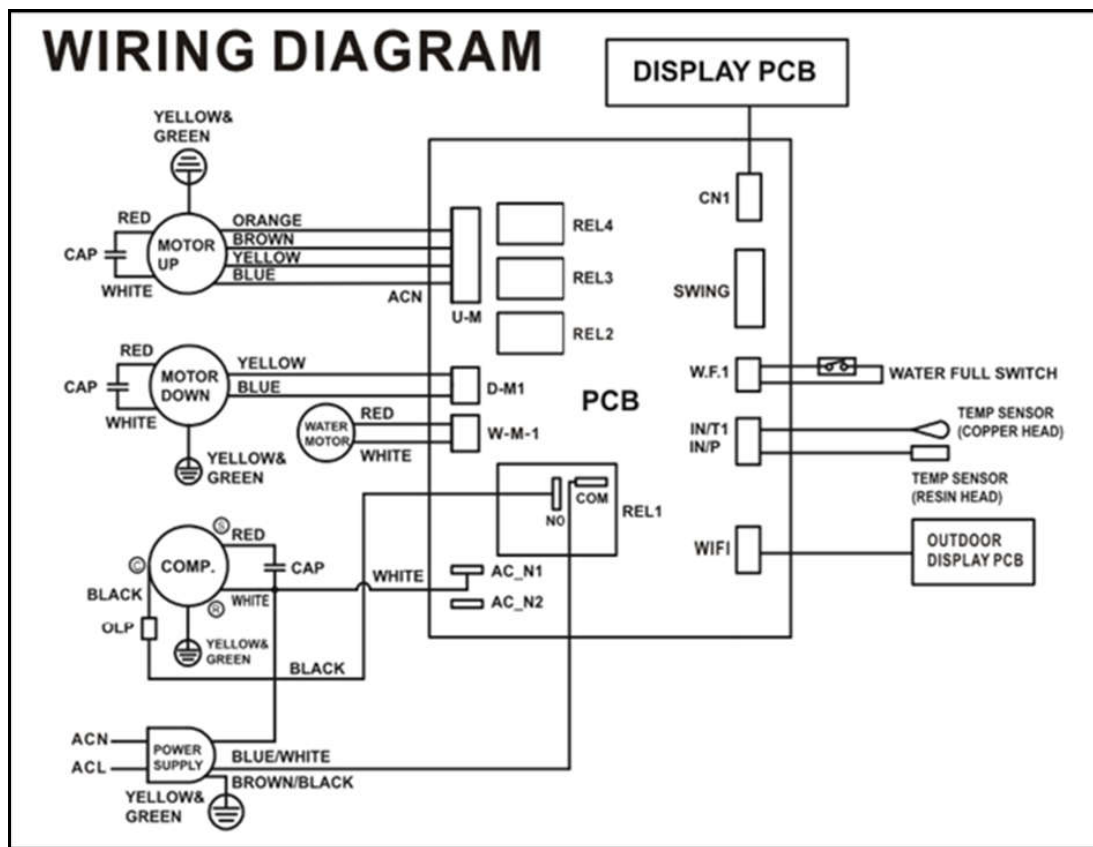 WIRING DIAGRAM
DISPLAY PCB
YELLOW&
GREEN
CN1
RED
CAP
MOTOR
UP
WHITE
ORANGE
BROWN
YELLOW
BLUE
ACN
U-M
REL4
REL3
REL2
SWING
RED
CAP
MOTOR
DOWN
WHITE
YELLOW
BLUE
D-M1
PCB
W.F.1
WATER FULL SWITCH
WATER
MOTOR
RED
WHITE
W-M-1
YELLOW&
GREEN
IN/T1
IN/P
TEMP SENSOR
(COPPER HEAD)
TEMP SENSOR
(RESIN HEAD)
NO
COM
REL1
WIFI
OUTDOOR
DISPLAY PCB
S
RED
C
COMP.
CAP
WHITE
R
BLACK
OLP
WHITE
AC_N1
AC_N2
YELLOW&
GREEN
BLACK
ACN
ACL
POWER
SUPPLY
BLUE/WHITE
BROWN/BLACK
YELLOW&
GREEN